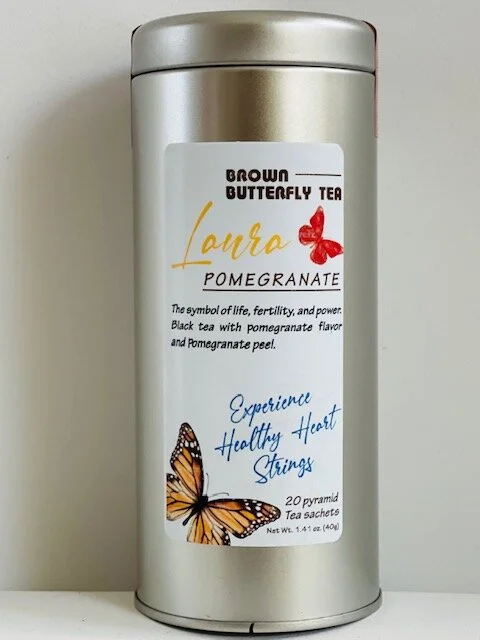 BROWN
BUTTERFLY TEA
Laura
POMEGRANATE
The symbol of life, fertility, and power.
Black tea with pomegranate flavor
and Pomegranate peel.
Experience
Healthy Heart
Strings
20 pyramid
Tea sachets
Net Wt. 1.41 oz. (40g)